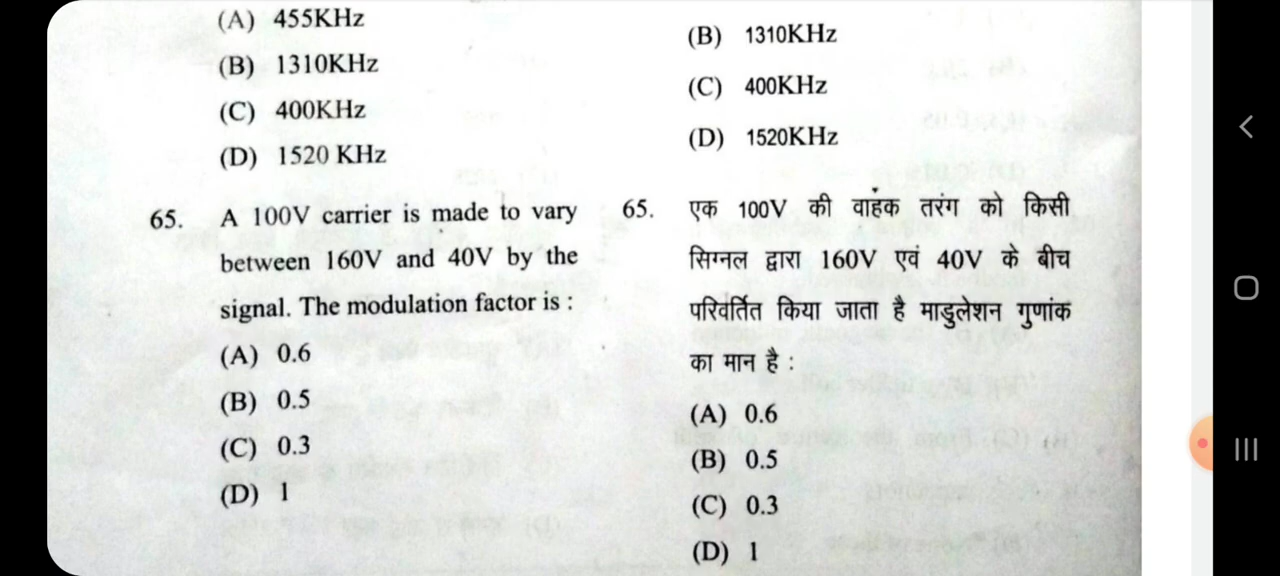 (A) 455KHz
(B) 1310KHz
(C) 400KHz
(D) 1520 KHz
65. A 100V carrier is made to vary
between 160V and 40V by the
signal. The modulation factor is :
(A) 0.6
(B) 0.5
(C) 0.3
(D) 1
(B) 1310KHz
(C) 400KHz
(D) 1520KHz
65. एक 100V की वाहंक तरंग को किसी
सिग्नल द्वारा 160V एवं 40V के बीच
परिवर्तित किया जाता है माडुलेशन गुणांक
का मान है :
(A) 0.6
(B) 0.5
(C) 0.3
(D) 1